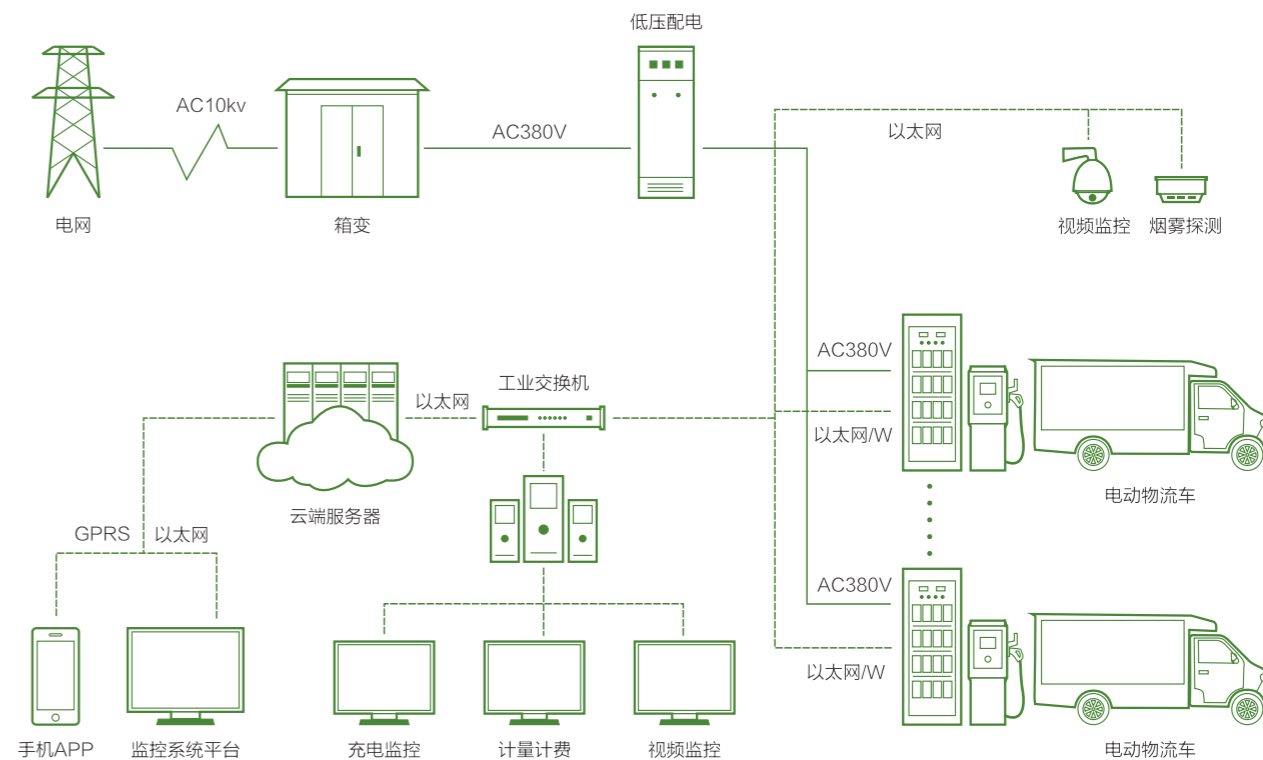 低压配电
AC10kv
AC380V
以太网
电网
箱变
视频监控
烟雾探测
AC380V
工业交换机
以太网
以太网/W
电动物流车
云端服务器
GPRS
以太网
AC380V
以太网/W
手机APP
监控系统平台
充电监控
计量计费
视频监控
电动物流车